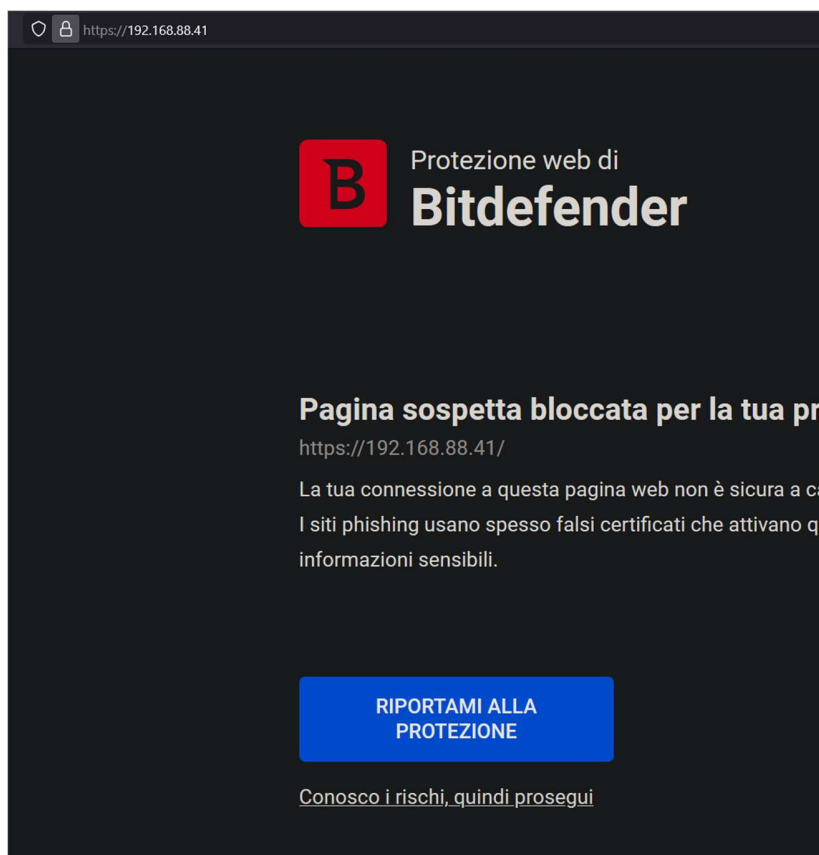 https://192.168.88.41
B
Protezione web di
Bitdefender
Pagina sospetta bloccata per la tua
https://192.168.88.41/
La tua connessione a questa pagina web non è sicura a
I siti phishing usano spesso falsi certificati che attivano
informazioni sensibili.
RIPORTAMI ALLA
PROTEZIONE
Conosco i rischi, quindi prosegui